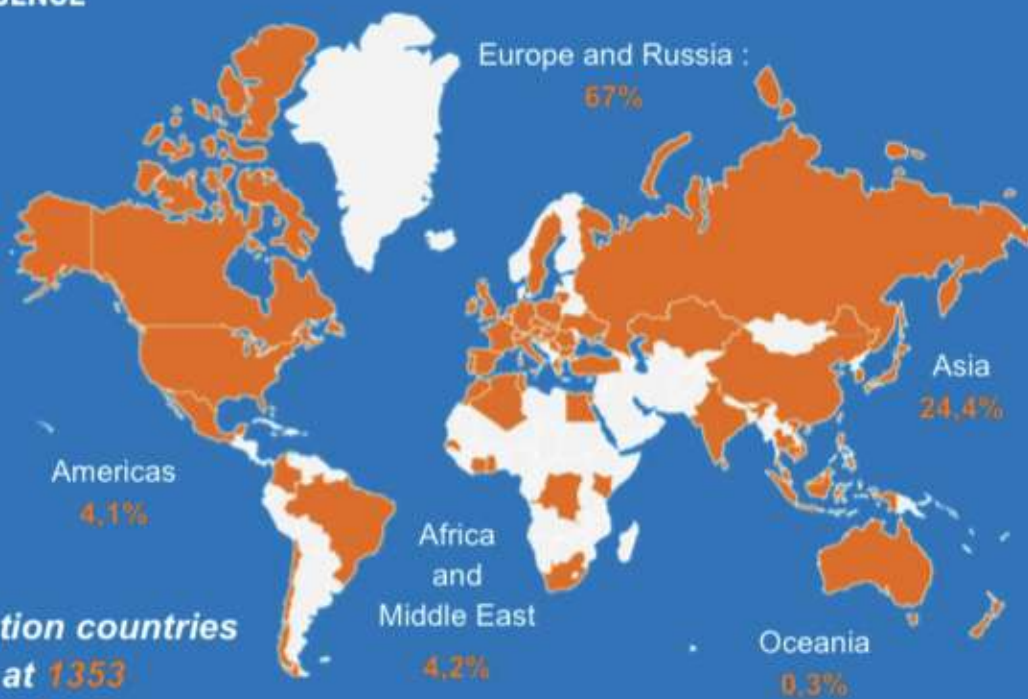 Europe and Russia :
67%
Asia
24,4%
Americas
4,1%
Africa
and
Middle East
4,2%
Oceania
0,3%
tion countries
at 1353